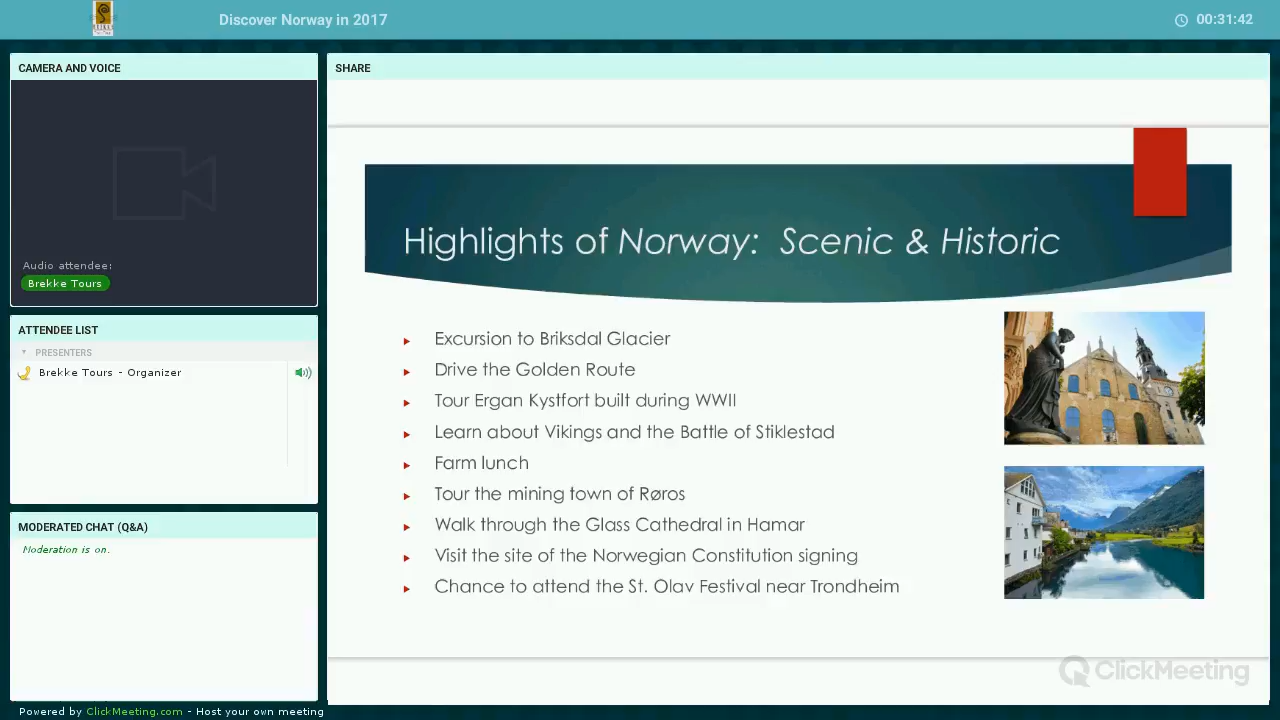 Discover Norway in 2017
00:31:42
CAMERA AND VOICE
Audio attendee:
Brekke Tours
ATTENDEE LIST
PRESENTERS
Brekke Tours - Organizer
MODERATED CHAT (Q&A)
Moderation is on.
SHARE
Highlights of Norway: Scenic & Historic
Excursion to Briksdal Glacier
Drive the Golden Route
Tour Ergan Kystfort built during WWII
Learn about Vikings and the Battle of Stiklestad
Farm lunch
Tour the mining town of Røros
Walk through the Glass Cathedral in Hamar
Visit the site of the Norwegian Constitution signing
Chance to attend the St. Olav Festival near Trondheim
ClickMeeting
Powered by ClickMeeting.com - Host your own meeting